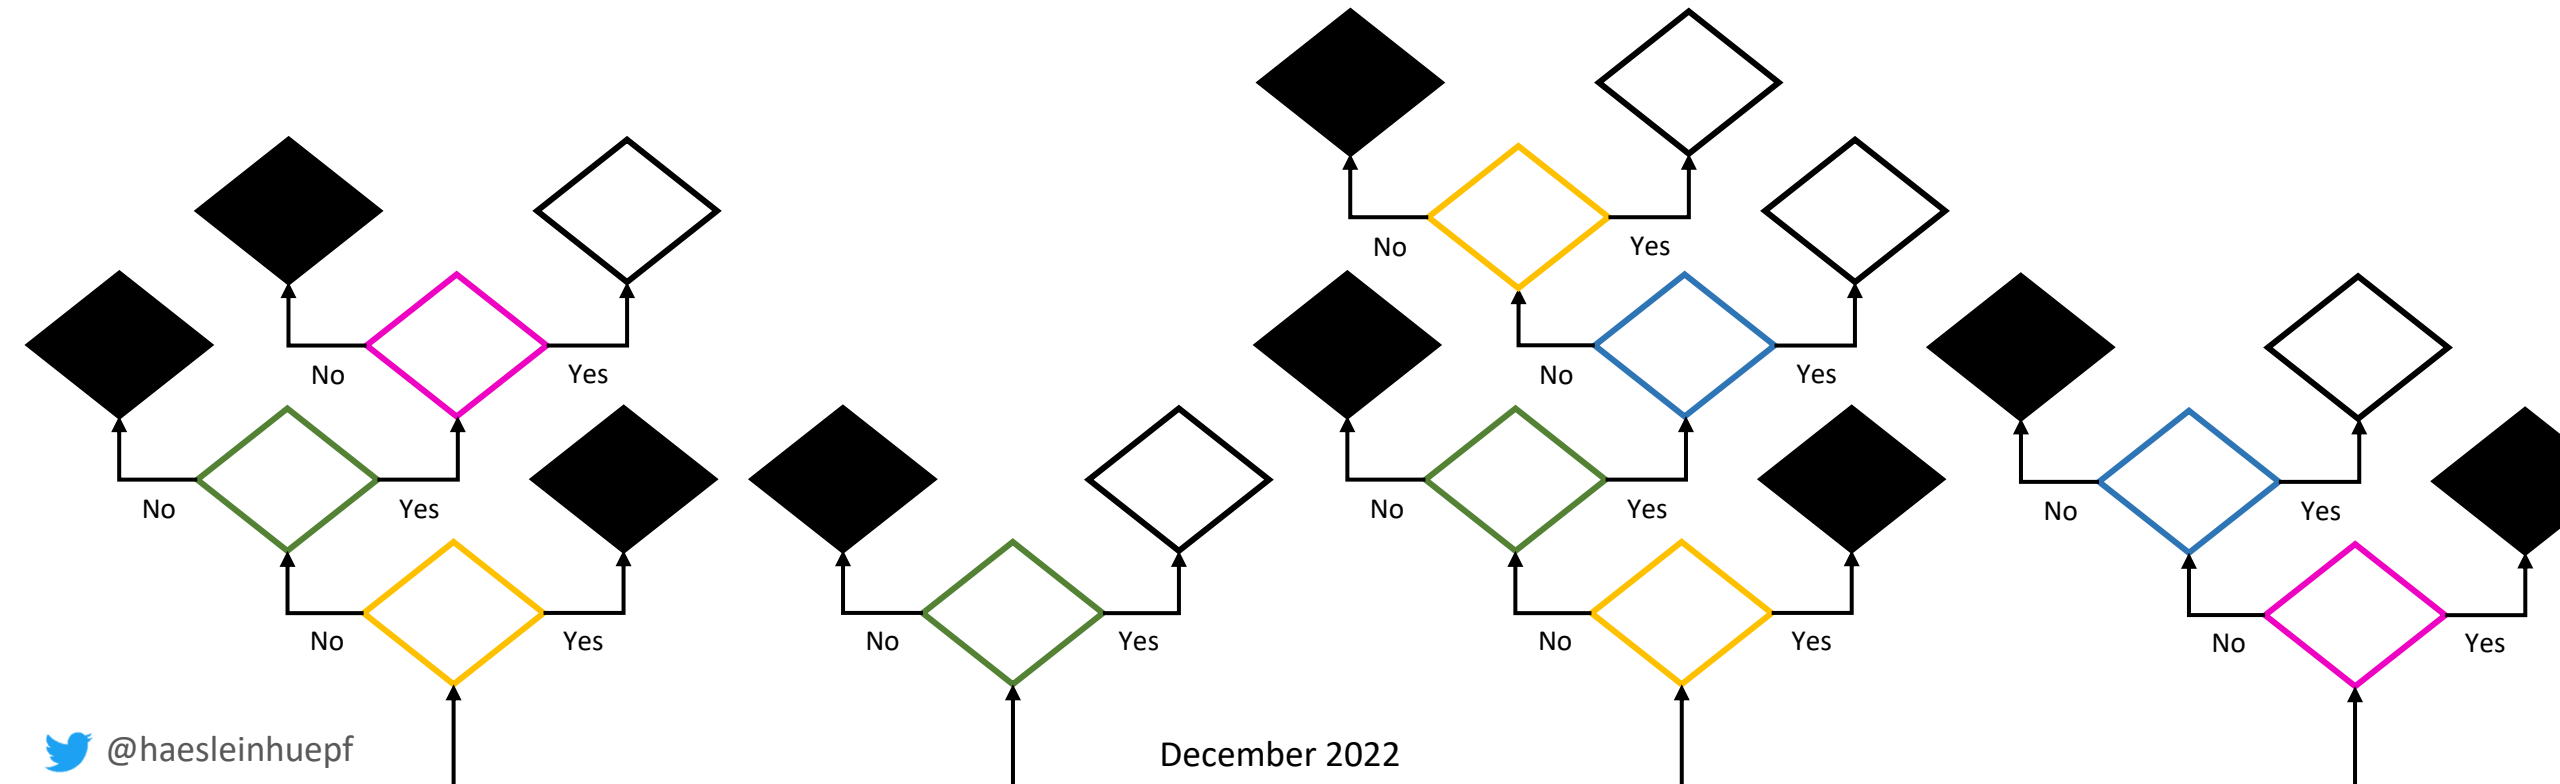 No Yes
No Yes No Yes
No Yes No Yes No Yes
No Yes No Yes No Yes No Yes
@haesleinhuepf
December 2022